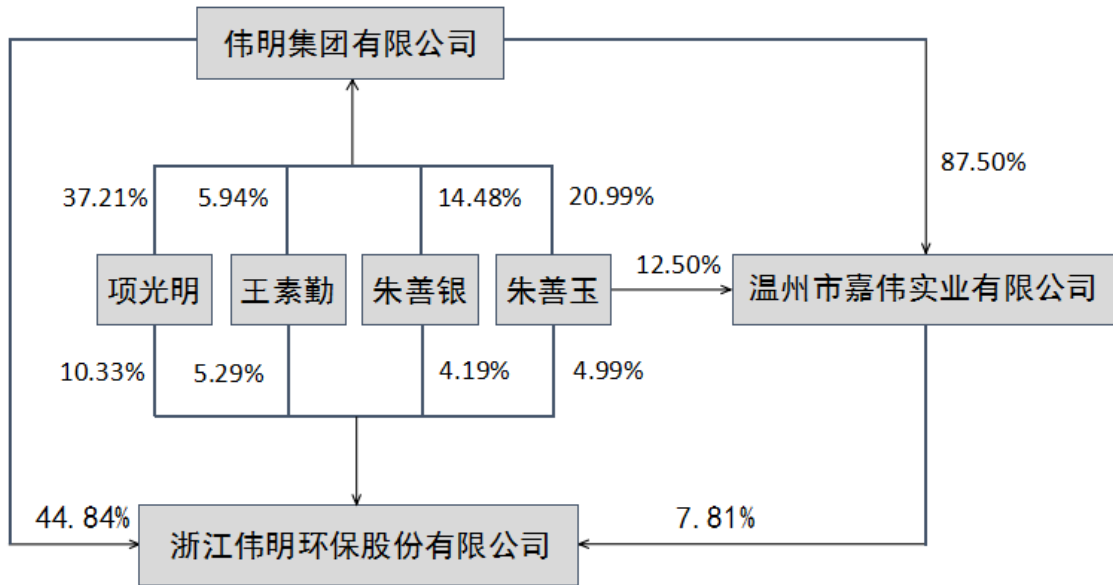 伟明集团有限公司
87.50%
37.21%
5.94%
14.48%
20.99%
项光明
王素勤
朱善银
朱善玉
12.50%
温州市嘉伟实业有限公司
10.33%
5.29%
4.19%
4.99%
44.84%
7.81%
浙江伟明环保股份有限公司